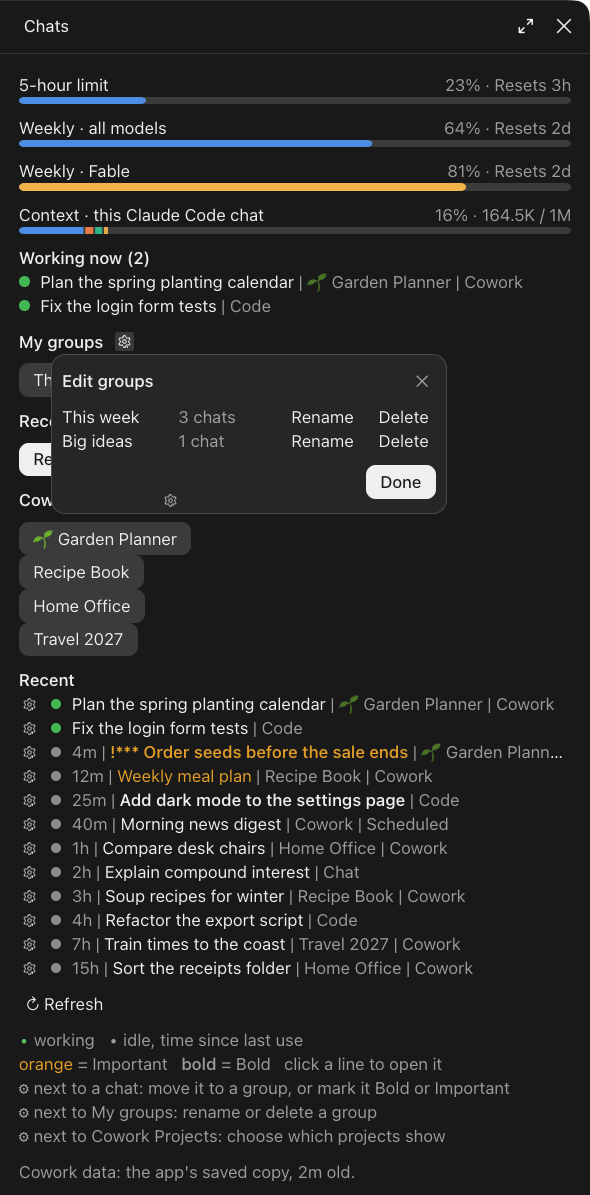 Chats
5-hour limit 23% · Resets 3h
Weekly · all models 64% · Resets 2d
Weekly · Fable 81% · Resets 2d
Context · this Claude Code chat 16% · 164.5K / 1M
Working now (2)
Plan the spring planting calendar | Garden Planner | Cowork
Fix the login form tests | Code
My groups
Th
Edit groups
This week 3 chats Rename Delete
Rec
Big ideas 1 chat Rename Delete
Re
Done
Cow
Garden Planner
Recipe Book
Home Office
Travel 2027
Recent
Plan the spring planting calendar | Garden Planner | Cowork
Fix the login form tests | Code
4m | !*** Order seeds before the sale ends | Garden Plann...
12m | Weekly meal plan | Recipe Book | Cowork
25m | Add dark mode to the settings page | Code
40m | Morning news digest | Cowork | Scheduled
1h | Compare desk chairs | Home Office | Cowork
2h | Explain compound interest | Chat
3h | Soup recipes for winter | Recipe Book | Cowork
4h | Refactor the export script | Code
7h | Train times to the coast | Travel 2027 | Cowork
15h | Sort the receipts folder | Home Office | Cowork
Refresh
• working • idle, time since last use
orange = Important bold = Bold click a line to open it
⚙ next to a chat: move it to a group, or mark it Bold or Important
⚙ next to My groups: rename or delete a group
⚙ next to Cowork Projects: choose which projects show
Cowork data: the app's saved copy, 2m old.